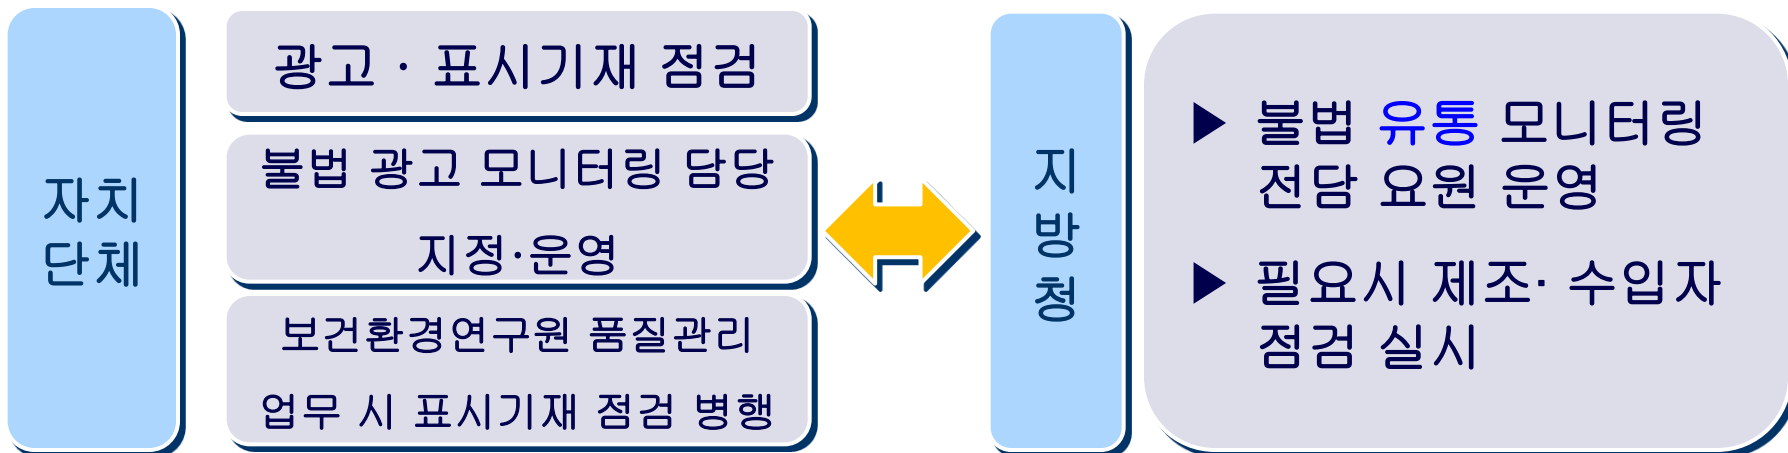 자치
단체
광고 · 표시기재 점검
불법 광고 모니터링 담당
지정·운영
보건환경연구원 품질관리
업무 시 표시기재 점검 병행
지
방
청
▶ 불법 유통 모니터링
전담 요원 운영
▶ 필요시 제조· 수입자
점검 실시